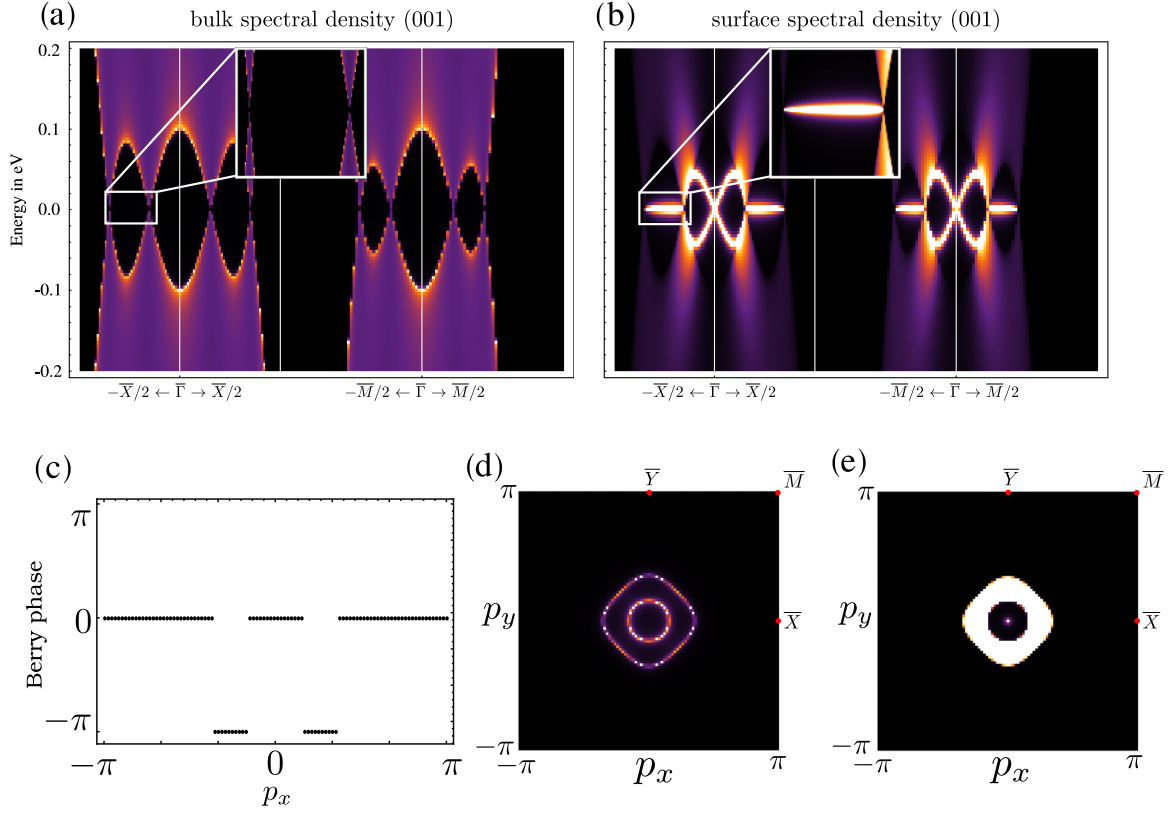 (a)
bulk spectral density (001)
Energy in eV
0.2
0.1
0.0
-0.1
-0.2
−X̅/2 ← Γ̅ → X̅/2
−M̅/2 ← Γ̅ → M̅/2
(b)
surface spectral density (001)
−X̅/2 ← Γ̅ → X̅/2
−M̅/2 ← Γ̅ → M̅/2
(c)
Berry phase
π
0
−π
−π
0
π
p_x
(d)
Y̅
M̅
X̅
π
p_y
−π
−π
p_x
π
(e)
Y̅
M̅
X̅
π
p_y
−π
−π
p_x
π